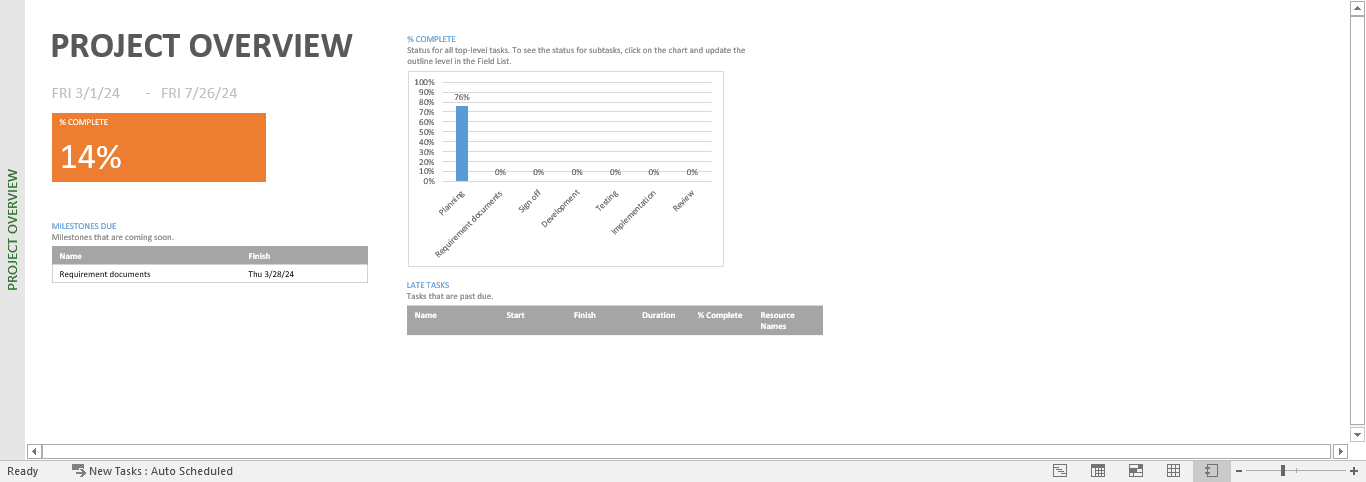 PROJECT OVERVIEW
PROJECT OVERVIEW
FRI 3/1/24 - FRI 7/26/24
% COMPLETE
14%
MILESTONES DUE
Milestones that are coming soon.
Name Finish
Requirement documents Thu 3/28/24
% COMPLETE
Status for all top-level tasks. To see the status for subtasks, click on the chart and update the
outline level in the Field List.
100%
90%
80%
70%
60%
50%
40%
30%
20%
10%
0%
76% 0% 0% 0% 0% 0% 0%
Planning
Requirement documents
Sign off
Development
Testing
Implementation
Review
LATE TASKS
Tasks that are past due.
Name Start Finish Duration % Complete Resource
Names
Ready New Tasks : Auto Scheduled